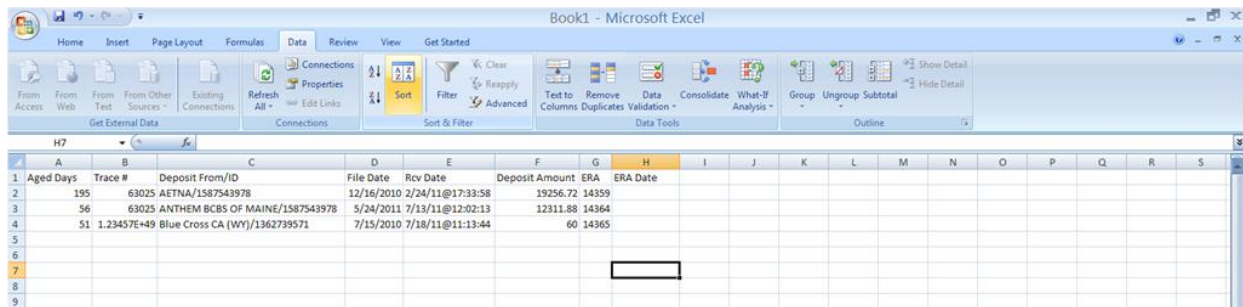 Book1 - Microsoft Excel
Home Insert Page Layout Formulas Data Review View Get Started
From Access
From Web
From Text
From Other Sources
Existing Connections
Get External Data
Refresh All
Connections
Properties
Edit Links
Connections
A Z
Z A
Sort
Filter
Clear
Reapply
Advanced
Sort & Filter
Text to Columns
Remove Duplicates
Data Validation
Consolidate
What-If Analysis
Data Tools
Group
Ungroup
Subtotal
Show Detail
Hide Detail
Outline
H7 fx
A B C D E F G H I J K L M N O P Q R S
1 Aged Days Trace # Deposit From/ID File Date Rcv Date Deposit Amount ERA ERA Date
2 195 63025 AETNA/1587543978 12/16/2010 2/24/11@17:33:58 19256.72 14359
3 56 63025 ANTHEM BCBS OF MAINE/1587543978 5/24/2011 7/13/11@12:02:13 12311.88 14364
4 51 1.23457E+49 Blue Cross CA (WY)/1362739571 7/15/2010 7/18/11@11:13:44 60 14365
5
6
7
8
9